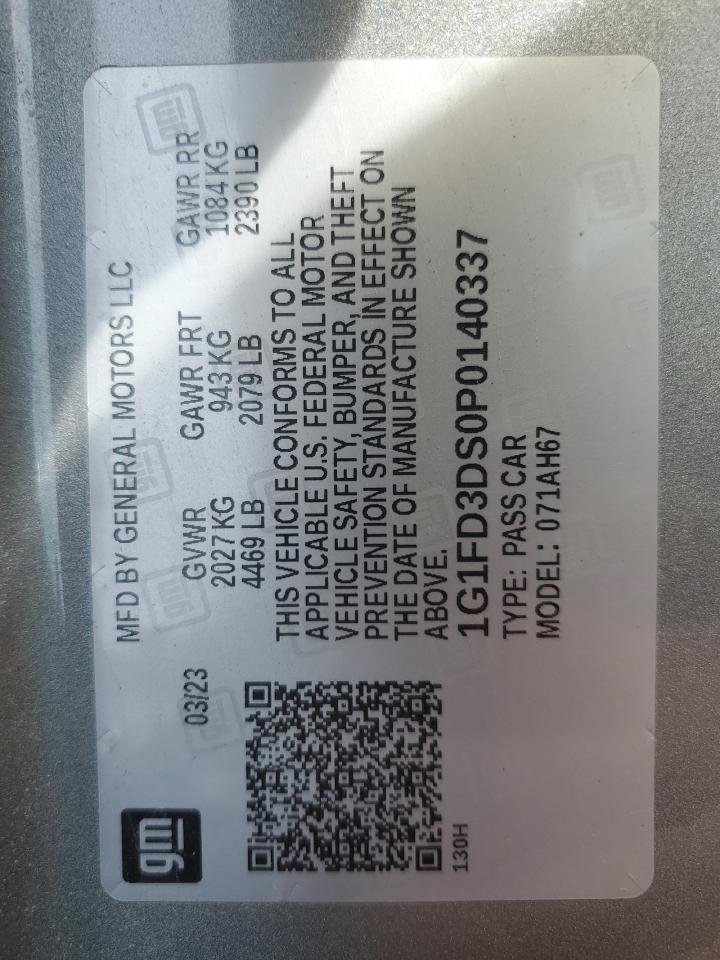 gm
03/23
MFD BY GENERAL MOTORS LLC
GVWR GAWR FRT GAWR RR
2027 KG 943 KG 1084 KG
4469 LB 2079 LB 2390 LB
THIS VEHICLE CONFORMS TO ALL
APPLICABLE U.S. FEDERAL MOTOR
VEHICLE SAFETY, BUMPER, AND THEFT
PREVENTION STANDARDS IN EFFECT ON
THE DATE OF MANUFACTURE SHOWN
ABOVE.
1G1FD3DS0P0140337
TYPE: PASS CAR
MODEL: 071AH67
130H